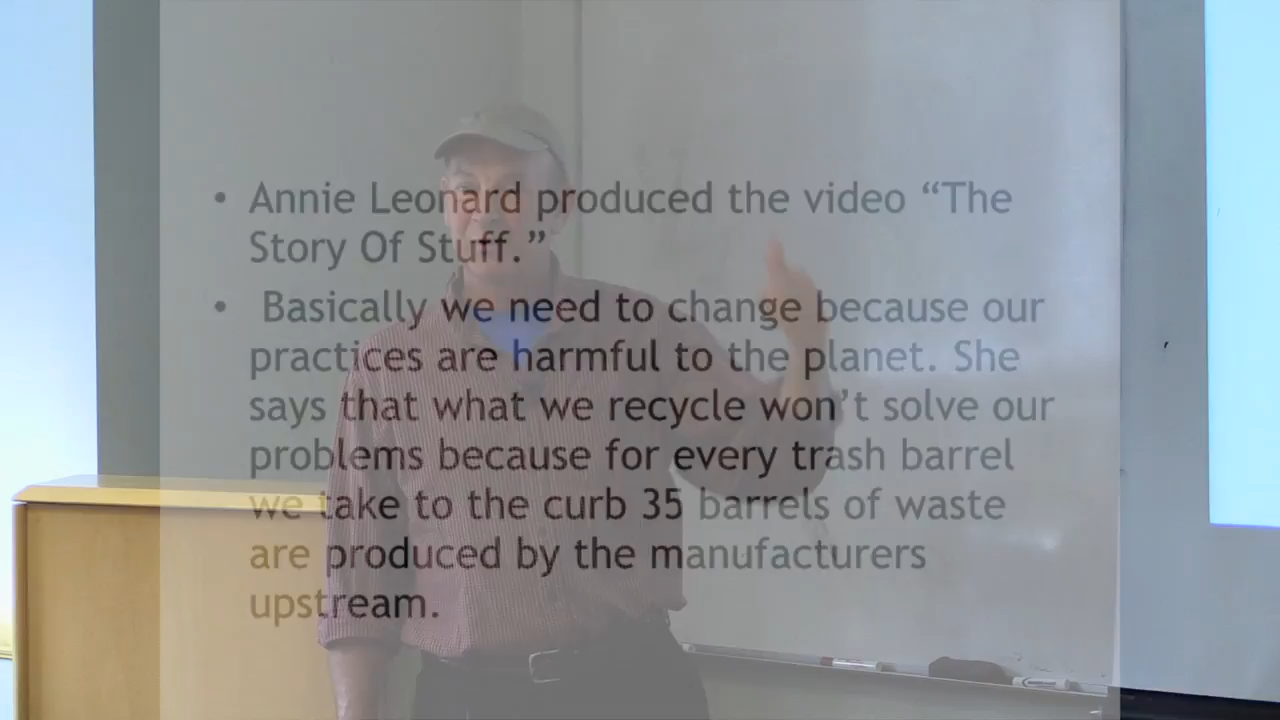 • Annie Leonard produced the video “The
Story Of Stuff.”
• Basically we need to change because our
practices are harmful to the planet. She
says that what we recycle won’t solve our
problems because for every trash barrel
we take to the curb 35 barrels of waste
are produced by the manufacturers
upstream.